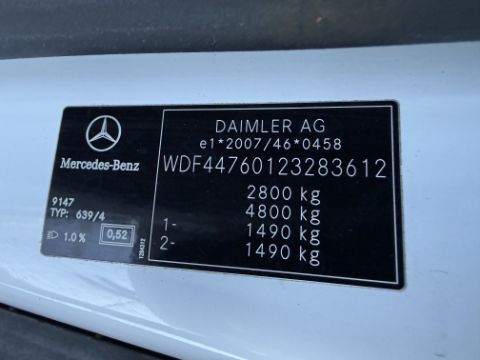 Mercedes-Benz
9147
TYP: 639/4
1.0 %
0,52
DAIMLER AG
e1*2007/46*0458
WDF44760123283612
2800 kg
4800 kg
1- 1490 kg
2- 1490 kg